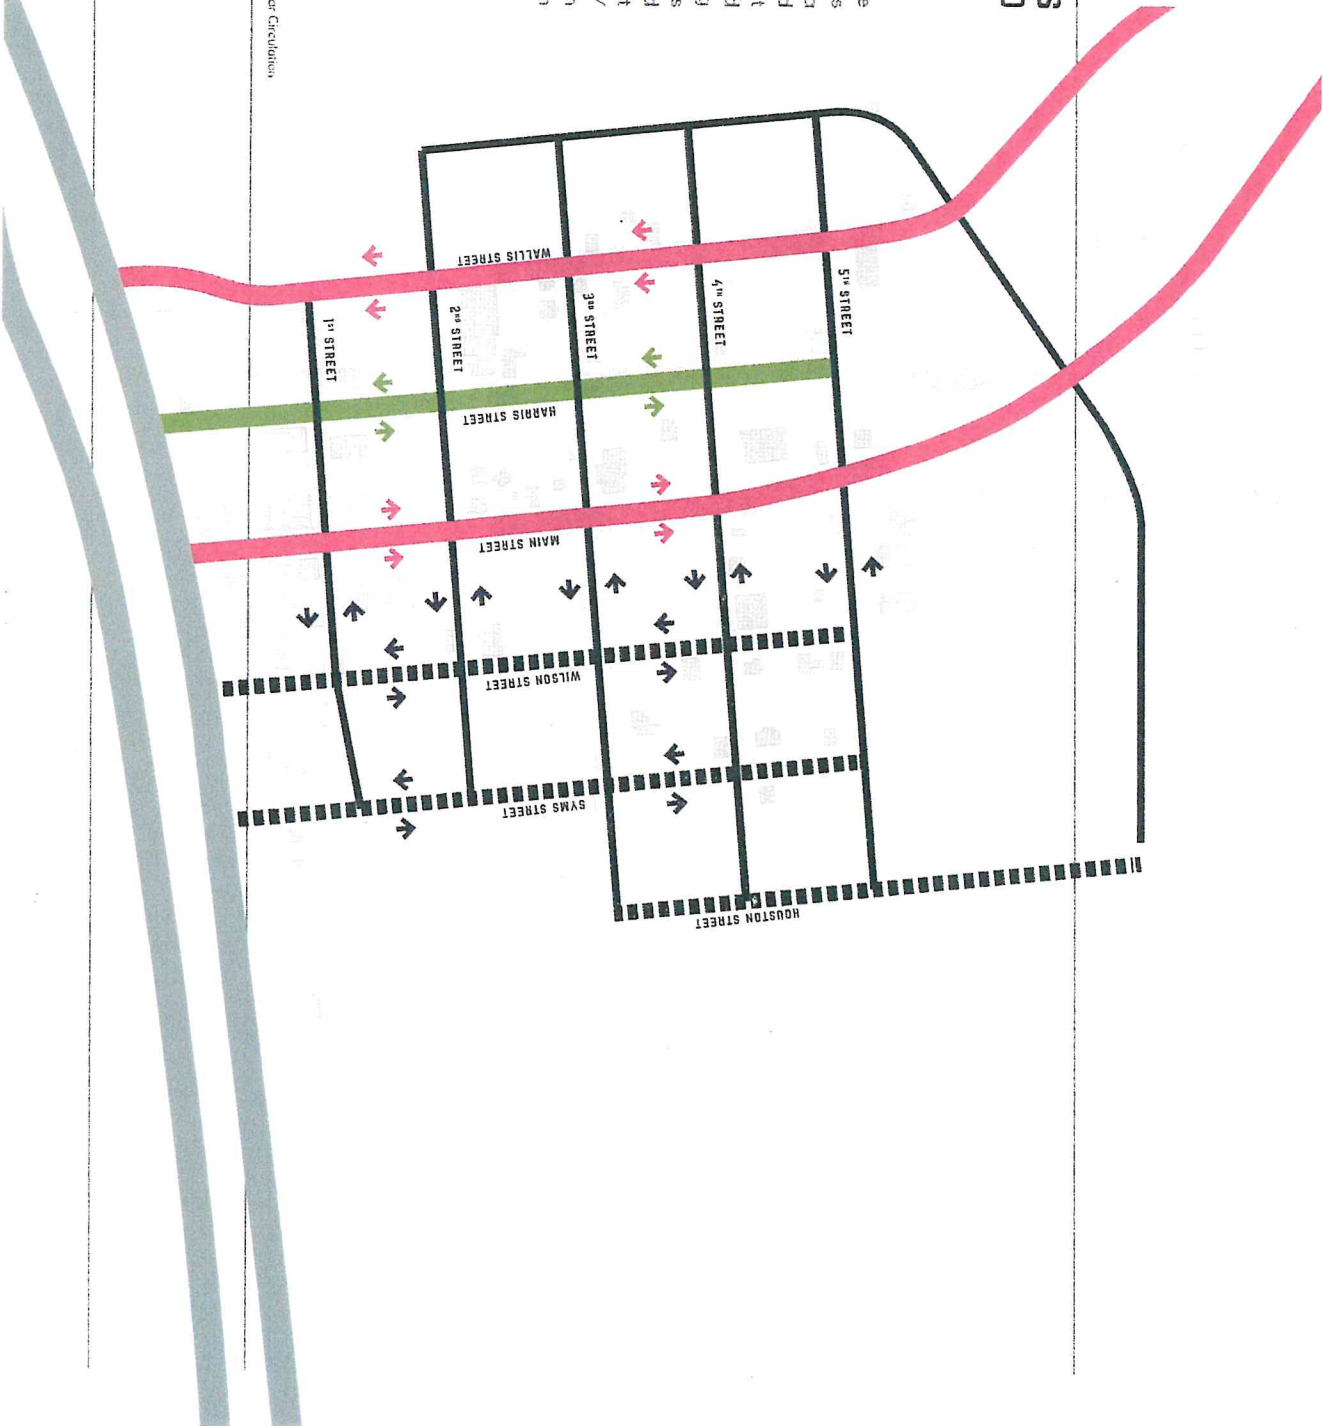 ar Circulation
WALLIS STREET
1ST STREET
2ND STREET
3RD STREET
4TH STREET
5TH STREET
HARRIS STREET
MAIN STREET
WILSON STREET
SYMS STREET
HOUSTON STREET